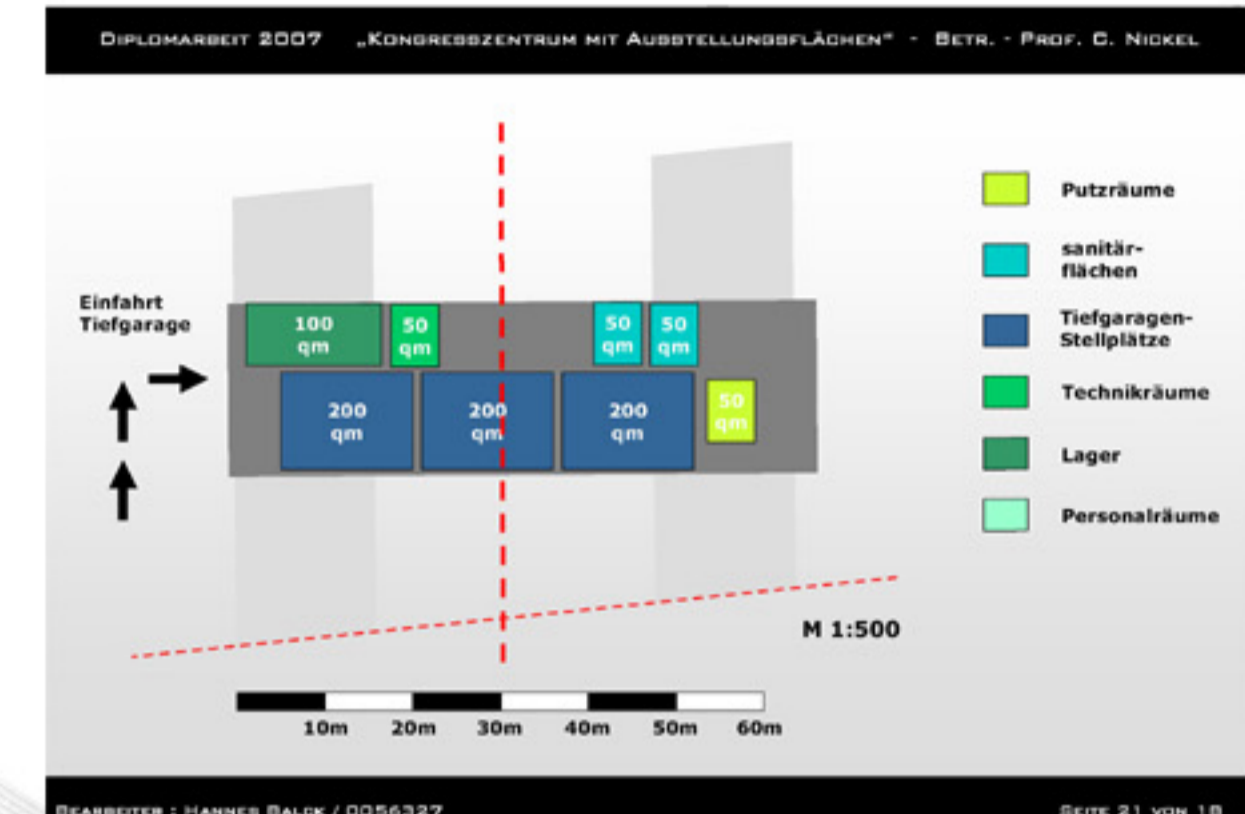 DIPLOMARBEIT 2007 „KONGRESSZENTRUM MIT AUSSTELLUNGSFLÄCHEN“ - BETR. - PROF. C. NICKEL
Einfahrt
Tiefgarage
100
qm
50
qm
50
qm
50
qm
200
qm
200
qm
200
qm
50
qm
Putzräume
sanitär-
flächen
Tiefgaragen-
Stellplätze
Technikräume
Lager
Personalräume
M 1:500
10m 20m 30m 40m 50m 60m
BEARBEITER : HANNES BALCK / 0056327 SEITE 21 VON 18